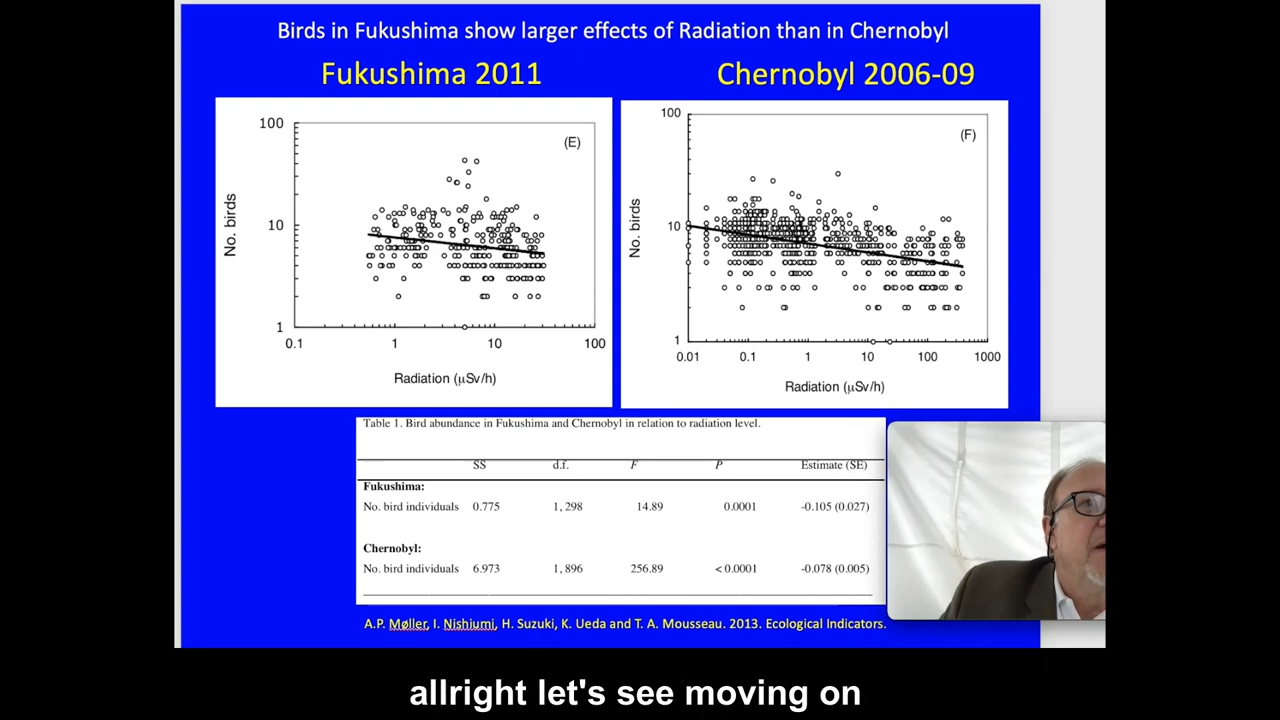 Birds in Fukushima show larger effects of Radiation than in Chernobyl
Fukushima 2011
Chernobyl 2006-09
100
(E)
10
No. birds
1
0.1 1 10 100
Radiation (μSv/h)
100
(F)
10
No. birds
1
0.01 0.1 1 10 100 1000
Radiation (μSv/h)
Table 1. Bird abundance in Fukushima and Chernobyl in relation to radiation level.
SS d.f. F P Estimate (SE)
Fukushima:
No. bird individuals 0.775 1, 298 14.89 0.0001 -0.105 (0.027)
Chernobyl:
No. bird individuals 6.973 1, 896 256.89 < 0.0001 -0.078 (0.005)
A.P. Møller, I. Nishiumi, H. Suzuki, K. Ueda and T. A. Mousseau. 2013. Ecological Indicators.
allright let's see moving on